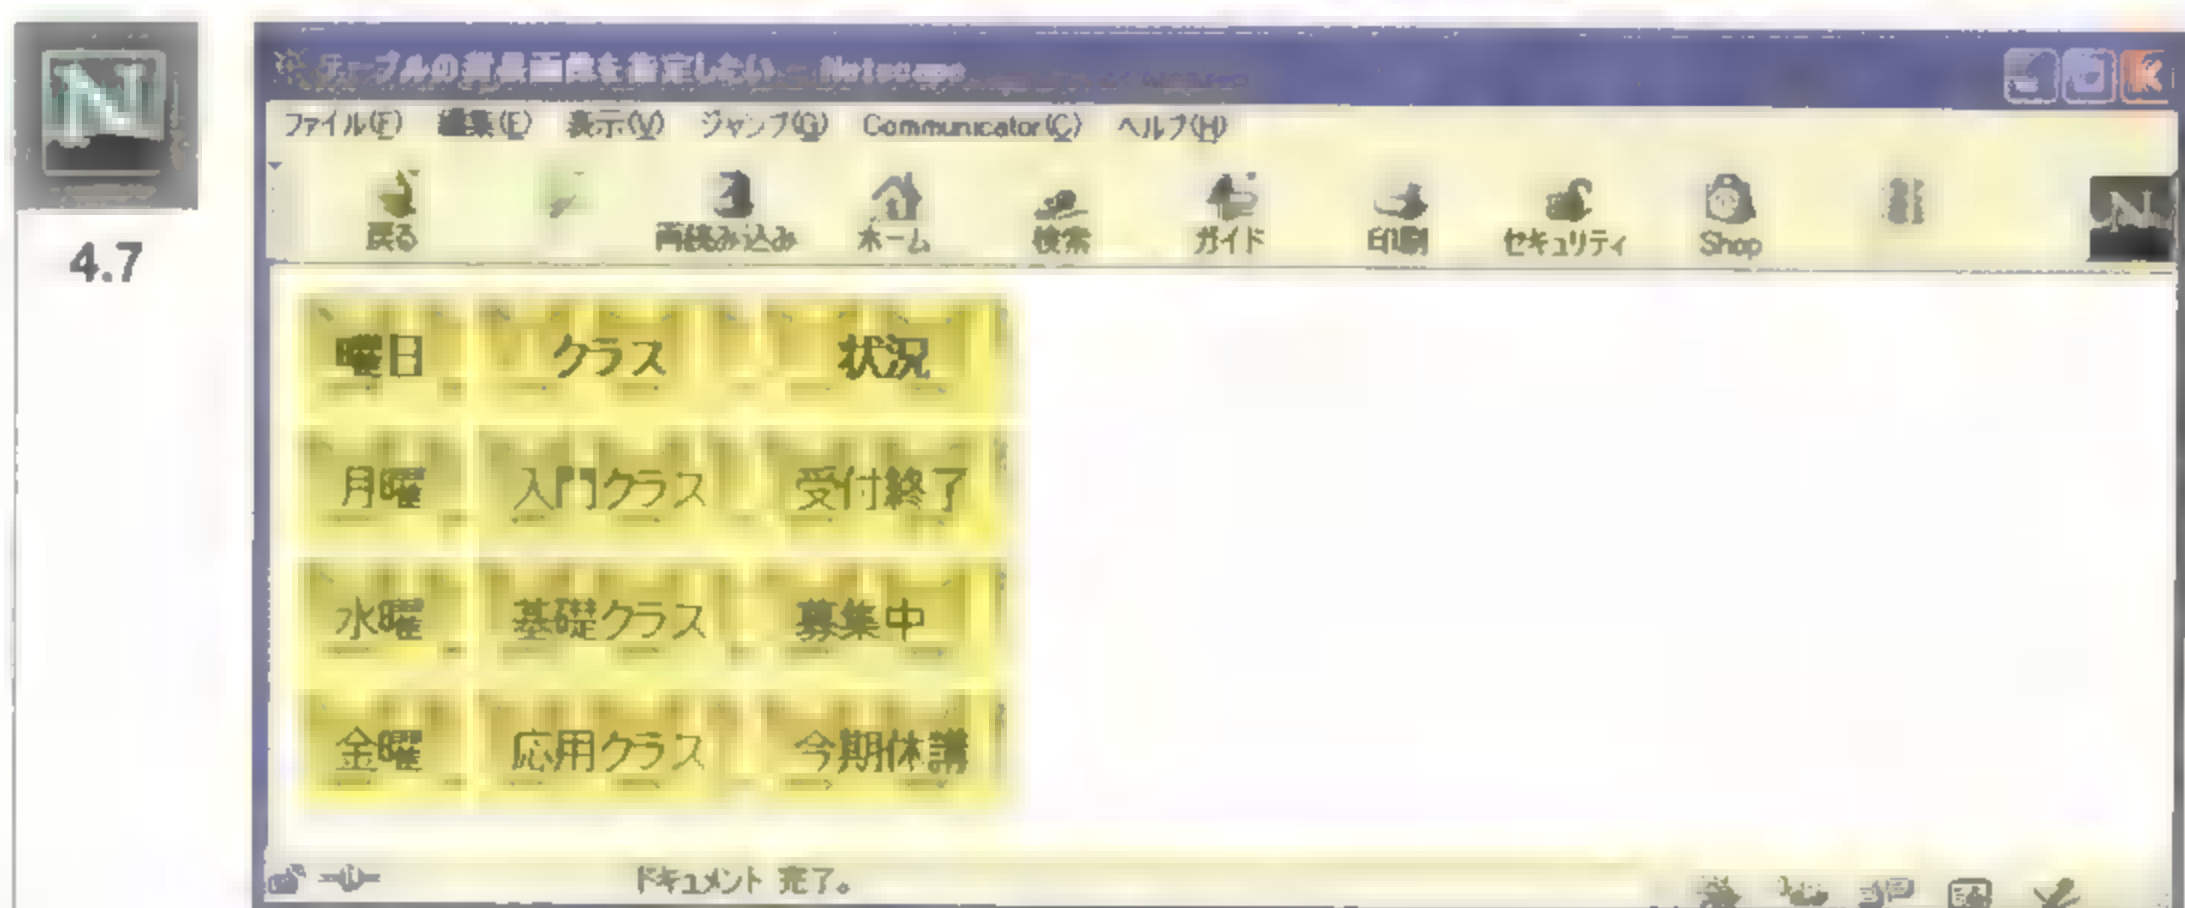 テーブルの背景画像を指定したい - Netscape
ファイル(F) 編集(E) 表示(V) ジャンプ(G) Communicator(C) ヘルプ(H)
戻る 再読み込み ホーム 検索 ガイド 印刷 セキュリティ Shop
4.7
曜日 クラス 状況
月曜 入門クラス 受付終了
水曜 基礎クラス 募集中
金曜 応用クラス 今期休講
ドキュメント 完了。